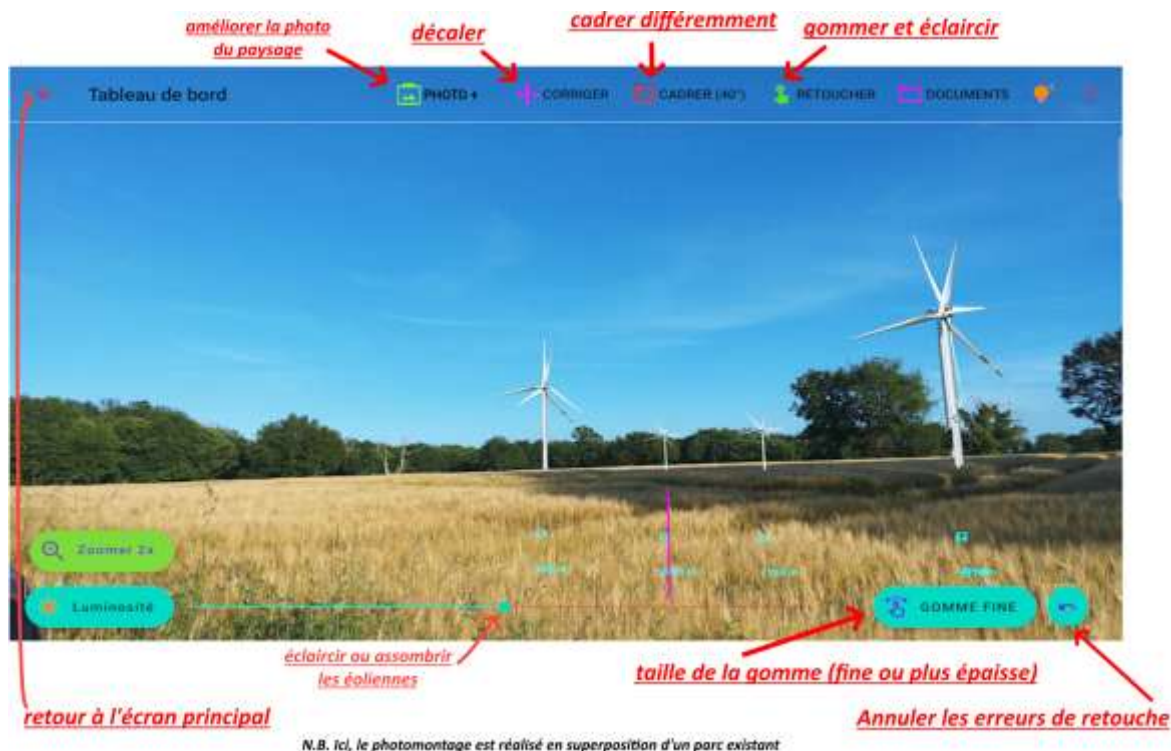 améliorer la photo
du paysage
décaler
cadrer différemment
gommer et éclaircir
Tableau de bord
PHOTO +
CORRIGER
CADRER (40°)
RETOUCHER
DOCUMENTS
Zoomer 2x
Luminosité
GOMME FINE
éclaircir ou assombrir
les éoliennes
taille de la gomme (fine ou plus épaisse)
retour à l'écran principal
Annuler les erreurs de retouche
N.B. Ici, le photomontage est réalisé en superposition d'un parc existant